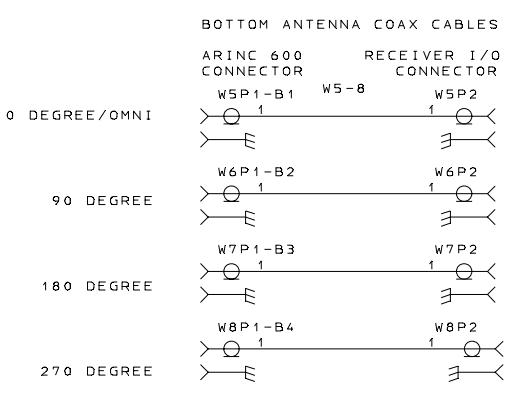 BOTTOM ANTENNA COAX CABLES
ARINC 600 RECEIVER I/O
CONNECTOR CONNECTOR
W5P1-B1 W5-8 W5P2
0 DEGREE/OMNI 1 1
W6P1-B2 W6P2
1 1
90 DEGREE
W7P1-B3 W7P2
1 1
180 DEGREE
W8P1-B4 W8P2
1 1
270 DEGREE